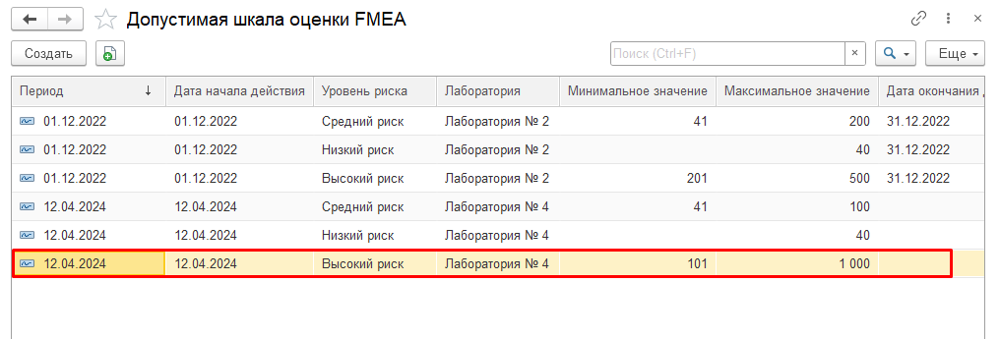 Допустимая шкала оценки FMEA
Создать Поиск (Ctrl+F) × Еще
Период ↓ Дата начала действия Уровень риска Лаборатория Минимальное значение Максимальное значение Дата окончания
01.12.2022 01.12.2022 Средний риск Лаборатория № 2 41 200 31.12.2022
01.12.2022 01.12.2022 Низкий риск Лаборатория № 2 40 31.12.2022
01.12.2022 01.12.2022 Высокий риск Лаборатория № 2 201 500 31.12.2022
12.04.2024 12.04.2024 Средний риск Лаборатория № 4 41 100
12.04.2024 12.04.2024 Низкий риск Лаборатория № 4 40
12.04.2024 12.04.2024 Высокий риск Лаборатория № 4 101 1 000